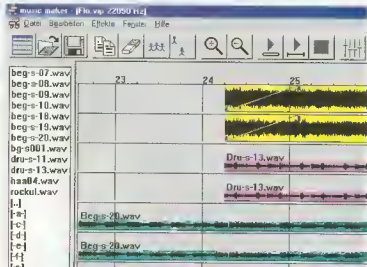 music maker - [Flo.vip 22050 Hz]
Datei Bearbeiten Effekte Fenster Hilfe
23 24 25
beg-s-07.wav
beg-s-08.wav
beg-s-09.wav
beg-s-10.wav
beg-s-18.wav
beg-s-19.wav
beg-s-20.wav
bg-s001.wav
dru-s-11.wav
dru-s-13.wav
haa04.wav
rockul.wav
[..]
[-a-]
[-c-]
[-d-]
[-e-]
[-f-]
Dru-s-13.wav
Dru-s-13.wav
Beg-s-20.wav
Beg-s-20.wav